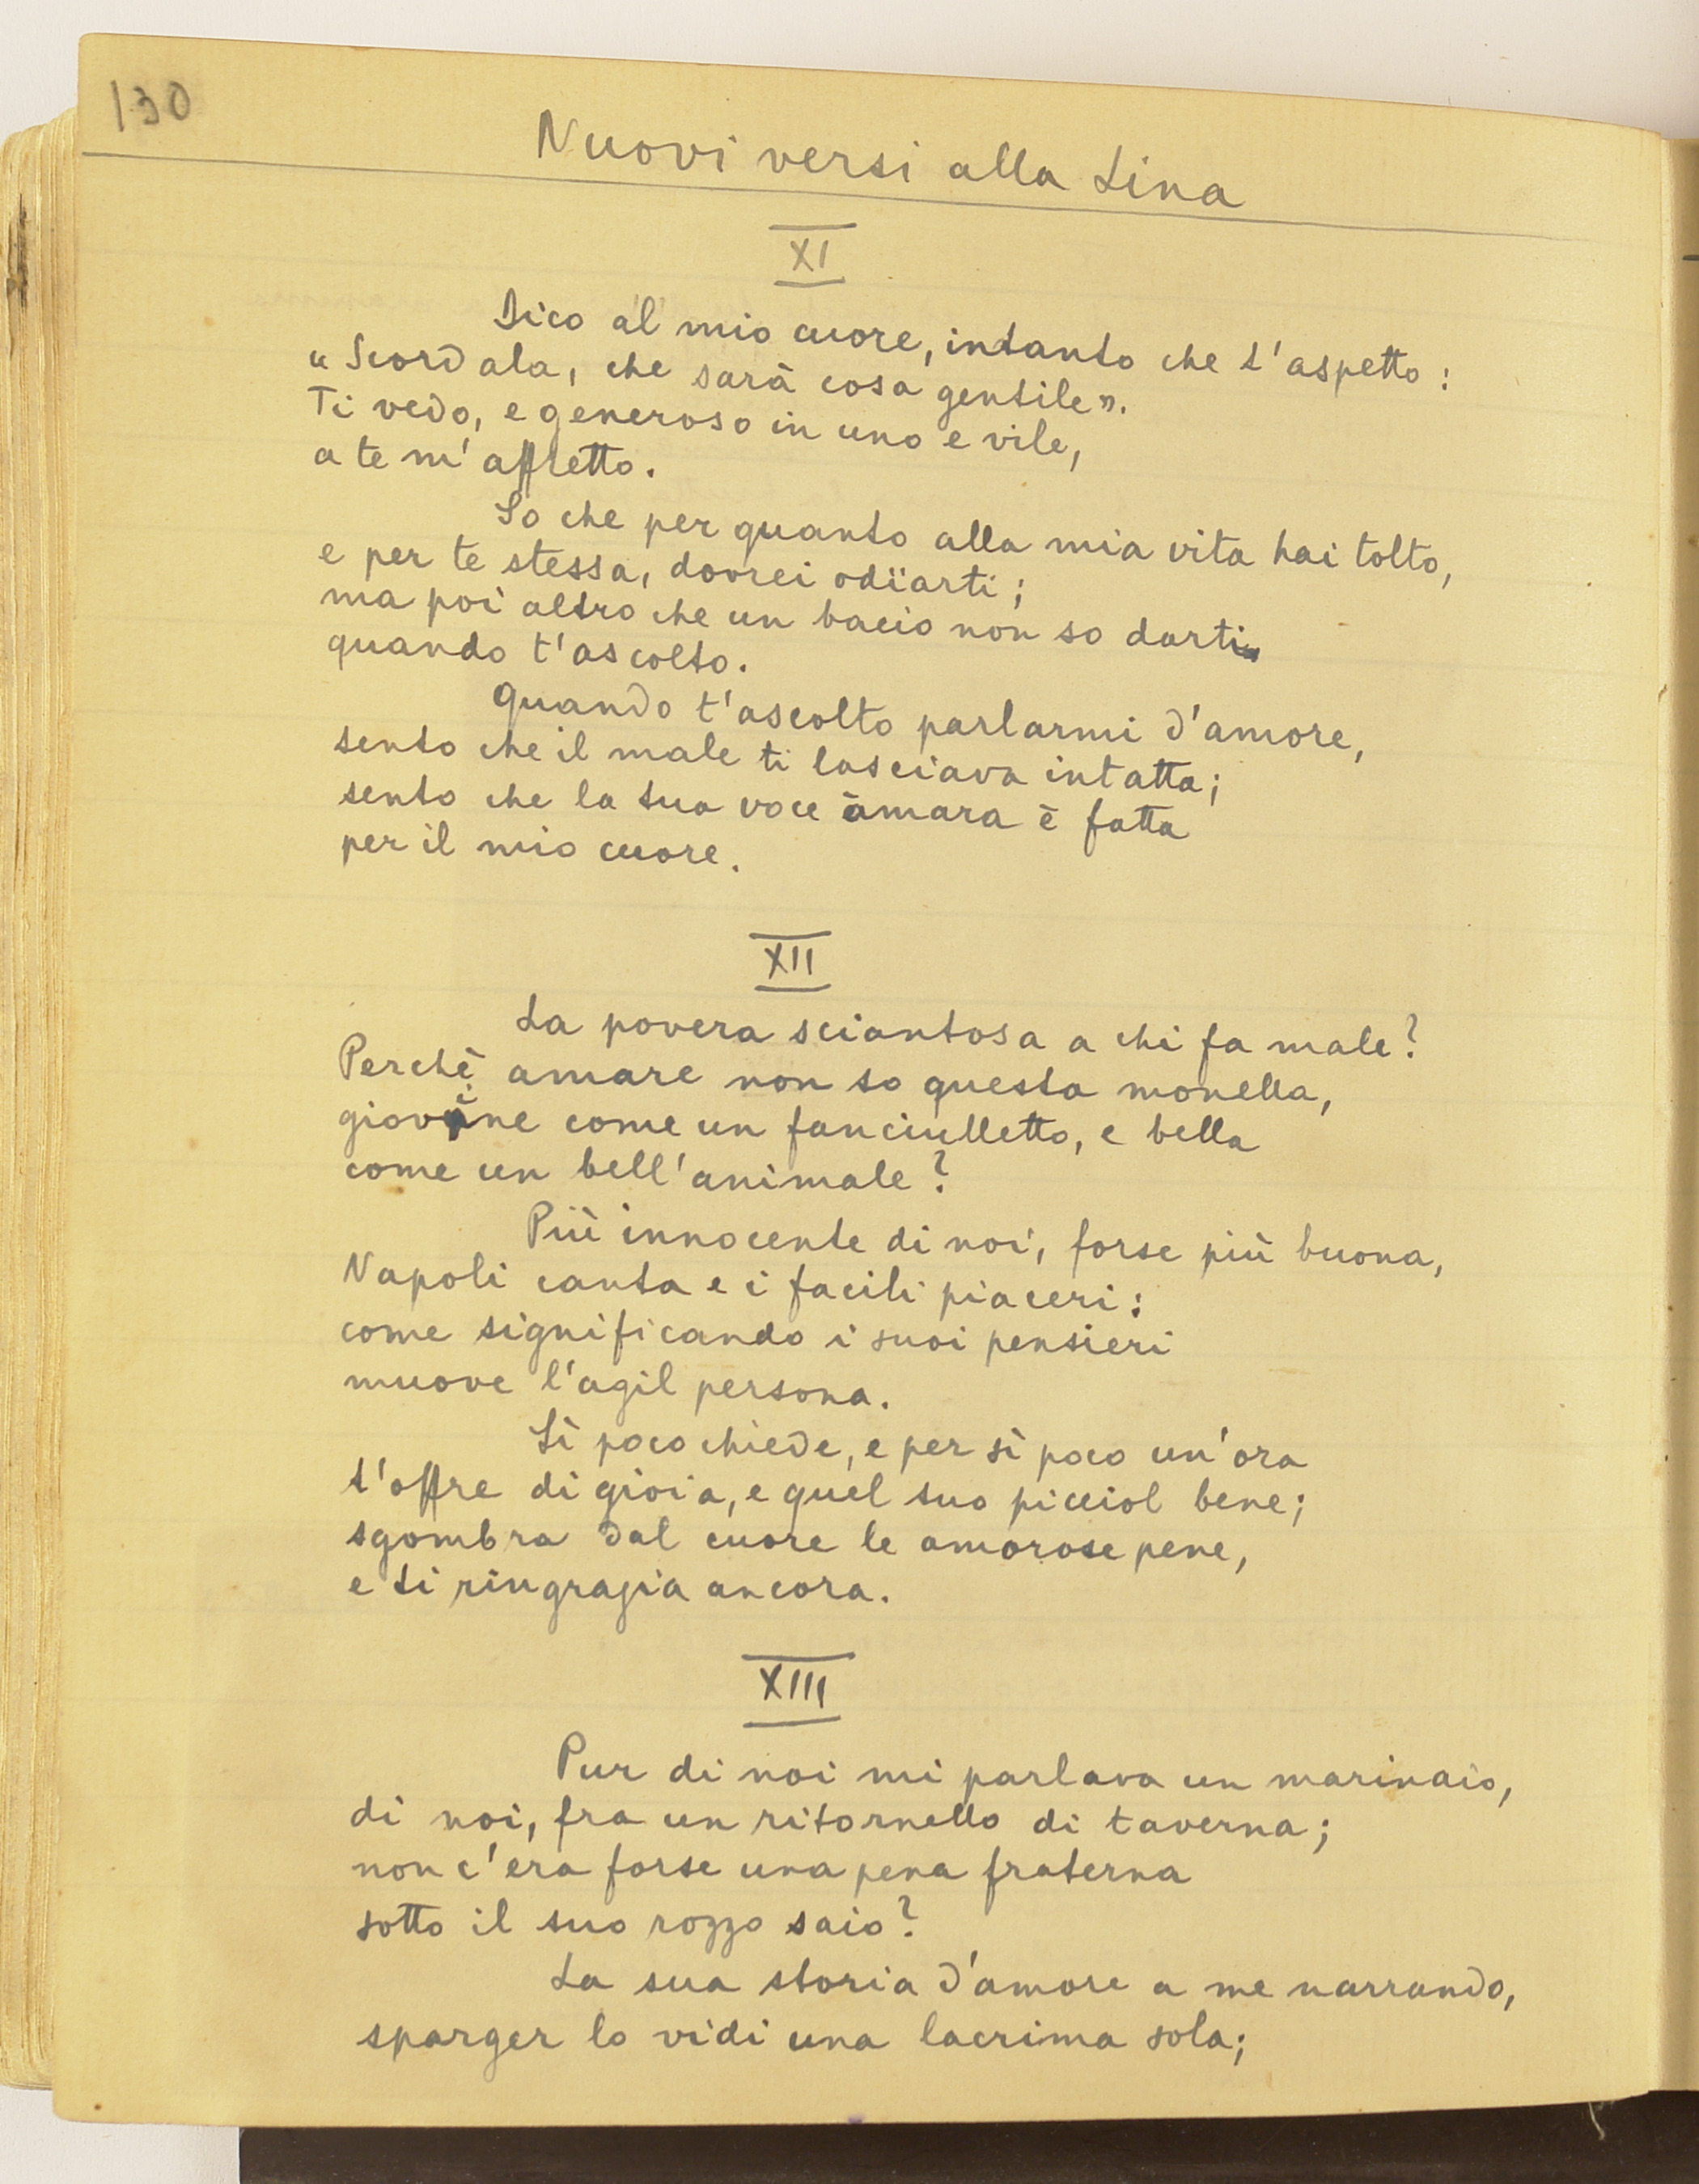 130
Nuovi versi alla Lina
XI
Dico al mio cuore, intanto che t'aspetto:
“Scordala, che sarà cosa gentile”.
Ti vedo, e generoso in uno e vile,
a te m'affretto.
So che per quanto alla mia vita hai tolto,
e per te stessa, dovrei odïarti;
ma poi altro che un bacio non so darti
quando t'ascolto.
Quando t'ascolto parlarmi d'amore,
sento che il male ti lasciava intatta;
sento che la tua voce amara è fatta
per il mio cuore.
XII
La povera sciantosa a chi fa male?
Perchè amare non so questa monella,
giovine come un fanciulletto, e bella
come un bell'animale?
Più innocente di noi, forse più buona,
Napoli canta e i facili piaceri:
come significando i suoi pensieri
muove l'agil persona.
Sì poco chiede, e per sì poco un'ora
t'offre di gioia, e quel suo picciol bene;
sgombra dal cuore le amorose pene,
e ti ringrazia ancora.
XIII
Pur di noi mi parlava un marinaio,
di noi, fra un ritornello di taverna;
non c'era forse una pena fraterna
sotto il suo rozzo saio?
La sua storia d'amore a me narrando,
sparger lo vidi una lacrima sola;